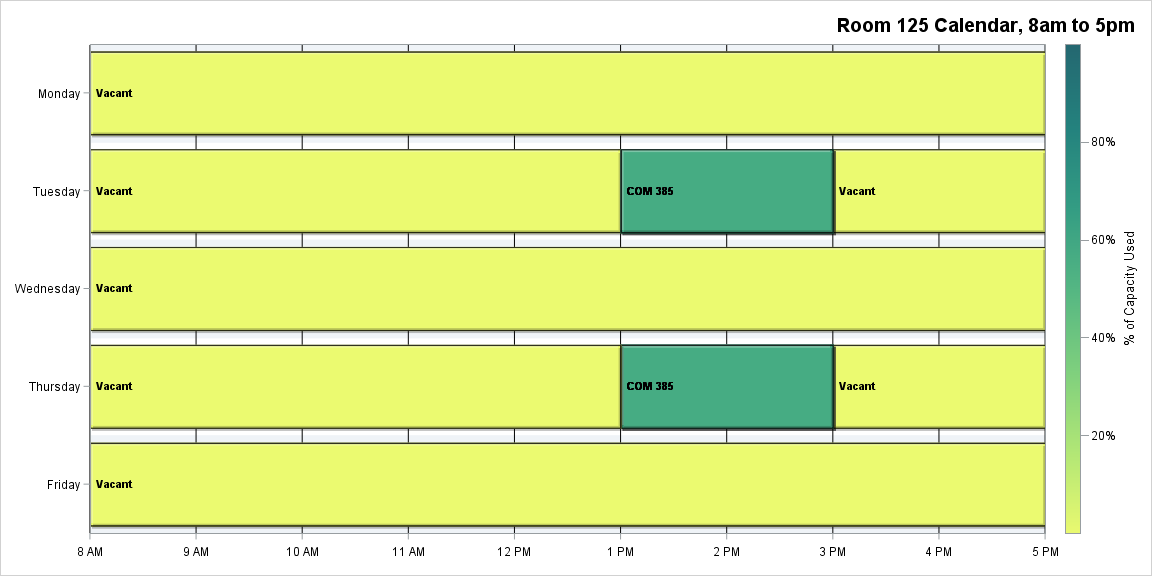 Room 125 Calendar, 8am to 5pm
Monday
Vacant
Tuesday
Vacant
COM 385
Vacant
Wednesday
Vacant
Thursday
Vacant
COM 385
Vacant
Friday
Vacant
8 AM
9 AM
10 AM
11 AM
12 PM
1 PM
2 PM
3 PM
4 PM
5 PM
80%
60%
40%
20%
% of Capacity Used